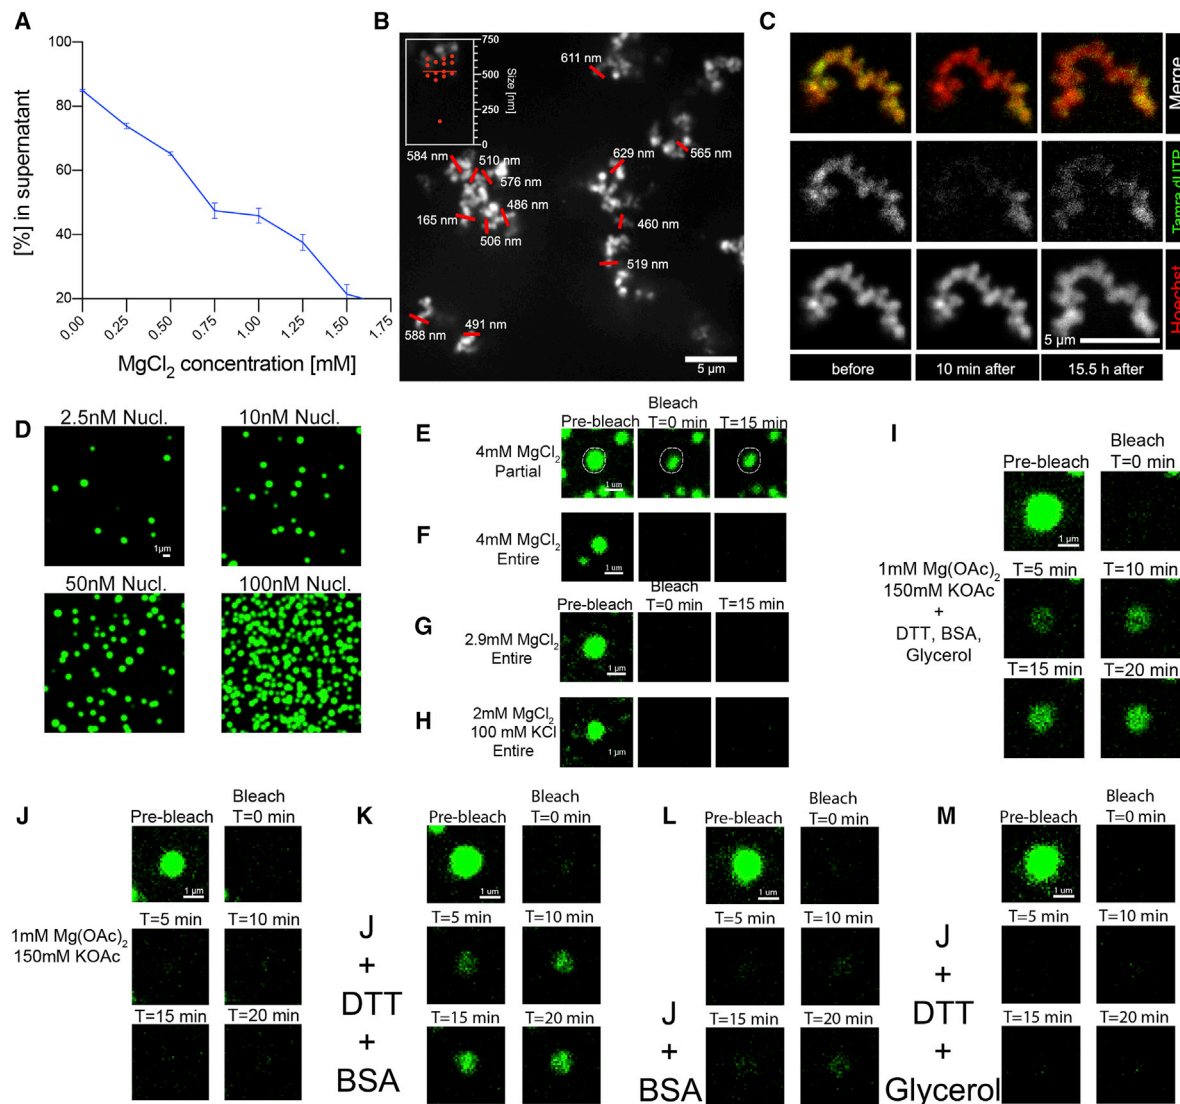 A
100
80
60
40
20
[%] in supernatant
0.00
0.25
0.50
0.75
1.00
1.25
1.50
1.75
MgCl2 concentration [mM]
B
750
500
250
0
Size [nm]
611 nm
584 nm
510 nm
576 nm
629 nm
565 nm
165 nm
486 nm
506 nm
460 nm
519 nm
588 nm
491 nm
5 µm
C
Merge
Tamra dUTP
Hoechst
5 µm
before
10 min after
15.5 h after
D
2.5nM Nucl.
10nM Nucl.
1µm
50nM Nucl.
100nM Nucl.
E
Pre-bleach
Bleach
T=0 min
T=15 min
4mM MgCl2
Partial
1 um
F
4mM MgCl2
Entire
1 um
G
Pre-bleach
Bleach
T=0 min
T=15 min
2.9mM MgCl2
Entire
1 µm
H
2mM MgCl2
100 mM KCl
Entire
1 µm
I
Pre-bleach
Bleach
T=0 min
1 µm
1mM Mg(OAc)2
150mM KOAc
+
DTT, BSA,
Glycerol
T=5 min
T=10 min
T=15 min
T=20 min
J
Pre-bleach
Bleach
T=0 min
1 µm
1mM Mg(OAc)2
150mM KOAc
T=5 min
T=10 min
T=15 min
T=20 min
K
Pre-bleach
Bleach
T=0 min
1 um
J
+
DTT
+
BSA
T=5 min
T=10 min
T=15 min
T=20 min
L
Pre-bleach
Bleach
T=0 min
1 um
J
+
BSA
T=5 min
T=10 min
T=15 min
T=20 min
M
Pre-bleach
Bleach
T=0 min
1 um
J
+
DTT
+
Glycerol
T=5 min
T=10 min
T=15 min
T=20 min